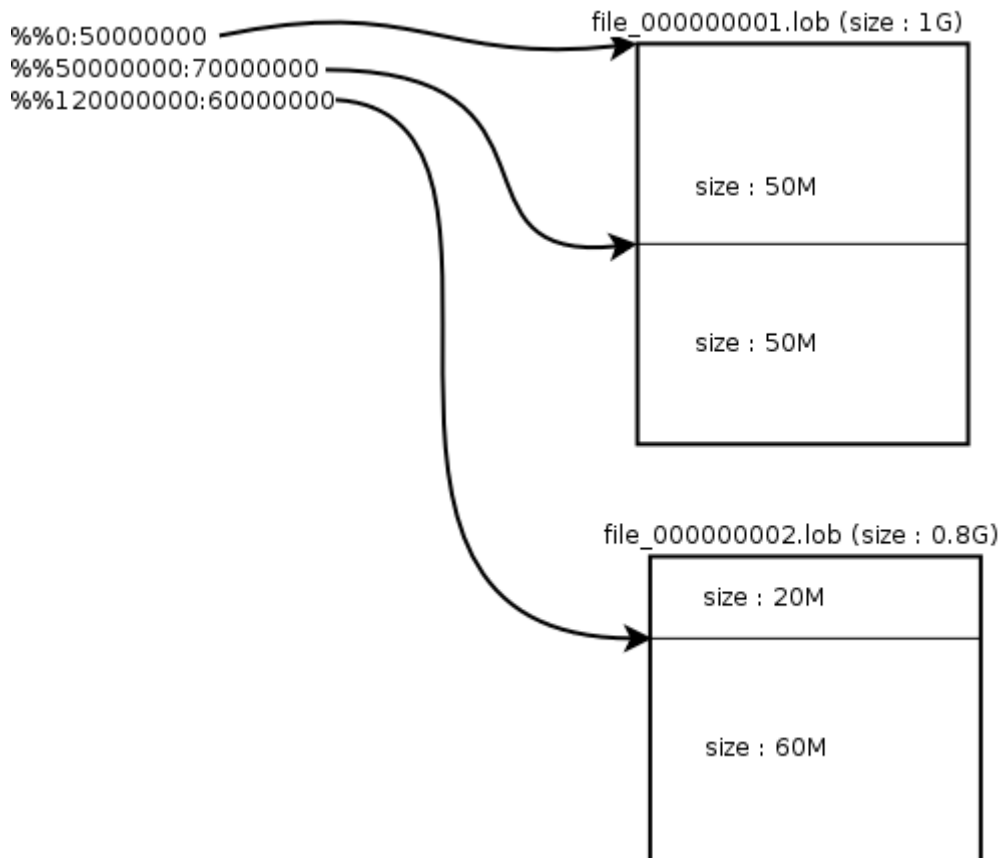 %%0:50000000
%%50000000:70000000
%%120000000:60000000
file_000000001.lob (size : 1G)
size : 50M
size : 50M
file_000000002.lob (size : 0.8G)
size : 20M
size : 60M